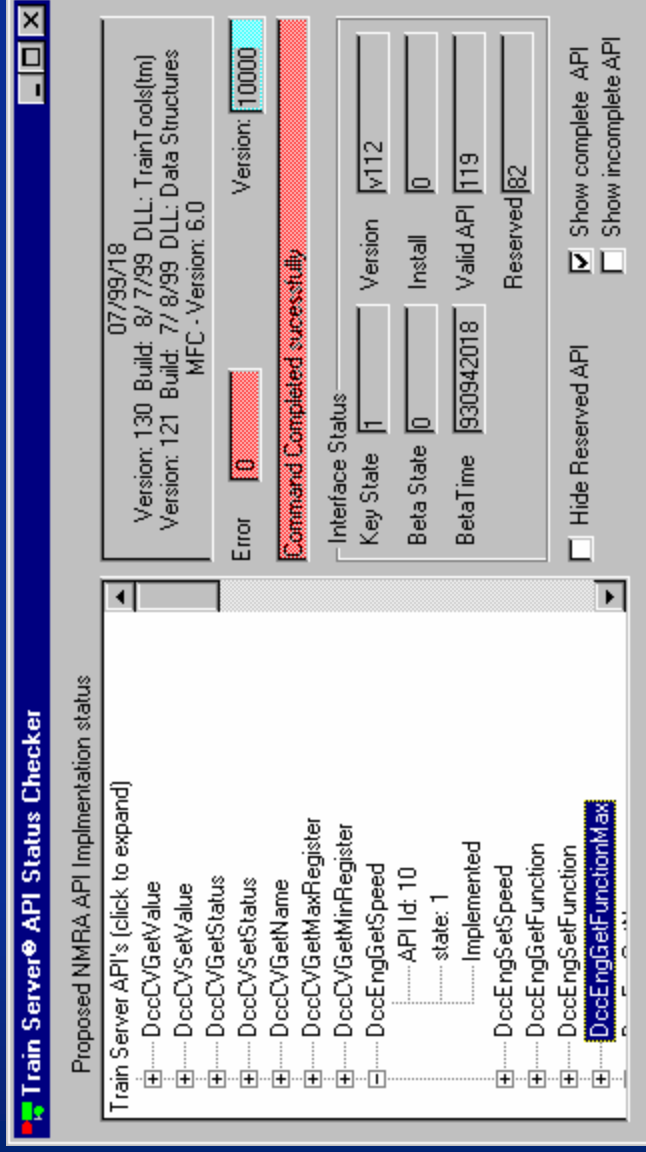 Train Server® API Status Checker
Proposed NMRA API Implmentation status
Train Server API's (click to expand)
DccCVGetValue
DccCVSetValue
DccCVGetStatus
DccCVSetStatus
DccCVGetName
DccCVGetMaxRegister
DccCVGetMinRegister
DccEngGetSpeed
API Id: 10
state: 1
Implemented
DccEngSetSpeed
DccEngGetFunction
DccEngSetFunction
DccEngGetFunctionMax
07/99/18
Version: 130 Build: 8/ 7/99 DLL: TrainTools(tm)
Version: 121 Build: 7/ 8/99 DLL: Data Structures
MFC - Version: 6.0
Error 0 Version: 10000
Command Completed sucessfully
Interface Status
Key State 1 Version v112
Beta State 0 Install 0
BetaTime 930942018 Valid API 119
Reserved 82
Hide Reserved API Show complete API
Show incomplete API